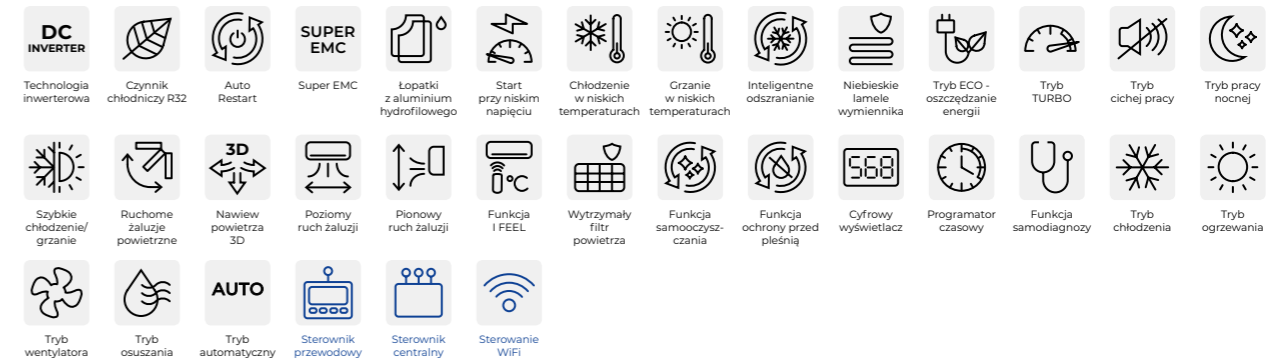 DC
INVERTER
SUPER
EMC
Technologia
inwerterowa
Czynnik
chłodniczy R32
Auto
Restart
Super EMC
Łopatki
z aluminium
hydrofilowego
Start
przy niskim
napięciu
Chłodzenie
w niskich
temperaturach
Grzanie
w niskich
temperaturach
Inteligentne
odszranianie
Niebieskie
lamele
wymiennika
Tryb ECO -
oszczędzanie
energii
Tryb
TURBO
Tryb
cichej pracy
Tryb pracy
nocnej
3D
°C
568
Szybkie
chłodzenie/
grzanie
Ruchome
żaluzje
powietrzne
Nawiew
powietrza
3D
Poziomy
ruch żaluzji
Pionowy
ruch żaluzji
Funkcja
I FEEL
Wytrzymały
filtr
powietrza
Funkcja
samooczysz-
czania
Funkcja
ochrony przed
pleśnią
Cyfrowy
wyświetlacz
Programator
czasowy
Funkcja
samodiagnozy
Tryb
chłodzenia
Tryb
ogrzewania
AUTO
Tryb
wentylatora
Tryb
osuszania
Tryb
automatyczny
Sterownik
przewodowy
Sterownik
centralny
Sterowanie
WiFi